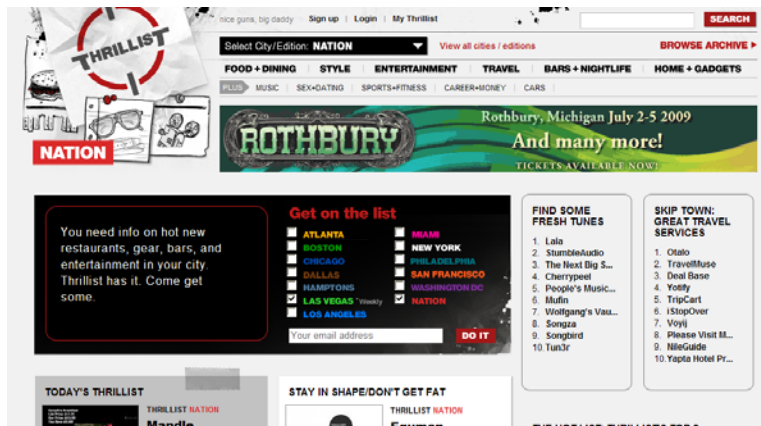 nice guns, big daddy Sign up | Login | My Thrillist
SEARCH
THRILLIST
Select City/Edition: NATION
View all cities / editions
BROWSE ARCHIVE
FOOD + DINING STYLE ENTERTAINMENT TRAVEL BARS + NIGHTLIFE HOME + GADGETS
PLUS MUSIC SEX+DATING SPORTS+FITNESS CAREER+MONEY CARS
NATION
ROTHBURY
Rothbury, Michigan July 2-5 2009
And many more!
TICKETS AVAILABLE NOW!
You need info on hot new
restaurants, gear, bars, and
entertainment in your city.
Thrillist has it. Come get
some.
Get on the list
ATLANTA
BOSTON
CHICAGO
DALLAS
HAMPTONS
LAS VEGAS *Weekly
LOS ANGELES
MIAMI
NEW YORK
PHILADELPHIA
SAN FRANCISCO
WASHINGTON DC
NATION
Your email address
DO IT
FIND SOME
FRESH TUNES
1. Lala
2. StumbleAudio
3. The Next Big S...
4. Cherrypeel
5. People's Music...
6. Mufin
7. Wolfgang's Vau...
8. Songza
9. Songbird
10. Tun3r
SKIP TOWN:
GREAT TRAVEL
SERVICES
1. Otalo
2. TravelMuse
3. Deal Base
4. Yotify
5. TripCart
6. iStopOver
7. Voyij
8. Please Visit M...
9. NileGuide
10. Yapta Hotel Pr...
TODAY'S THRILLIST
THRILLIST NATION
STAY IN SHAPE/DON'T GET FAT
THRILLIST NATION